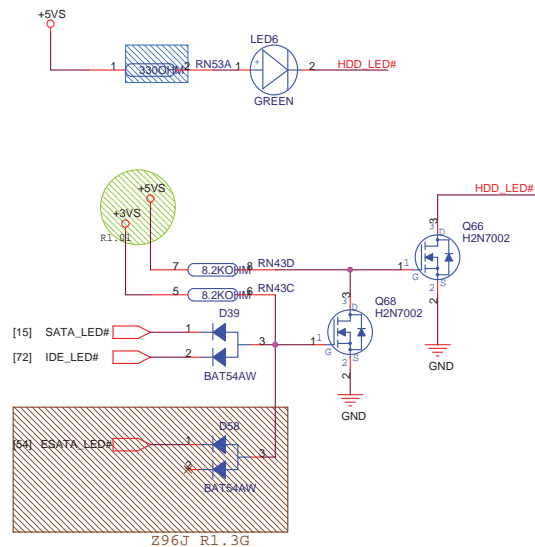 +5VS
LED6
1 330OHM 2 RN53A 1 + 2 HDD_LED#
GREEN
+5VS
+3VS
R1.01
HDD_LED#
3 D
Q66
H2N7002
7 8.2KOHM 8 RN43D 1 G
S
2
GND
5 8.2KOHM 6 RN43C
3 D
Q68
H2N7002
D39
[15] SATA_LED# 1
3 1 G
S
[72] IDE_LED# 2
BAT54AW
2
GND
D58
[54] ESATA_LED# 1
3
2
BAT54AW
Z96J R1.3G